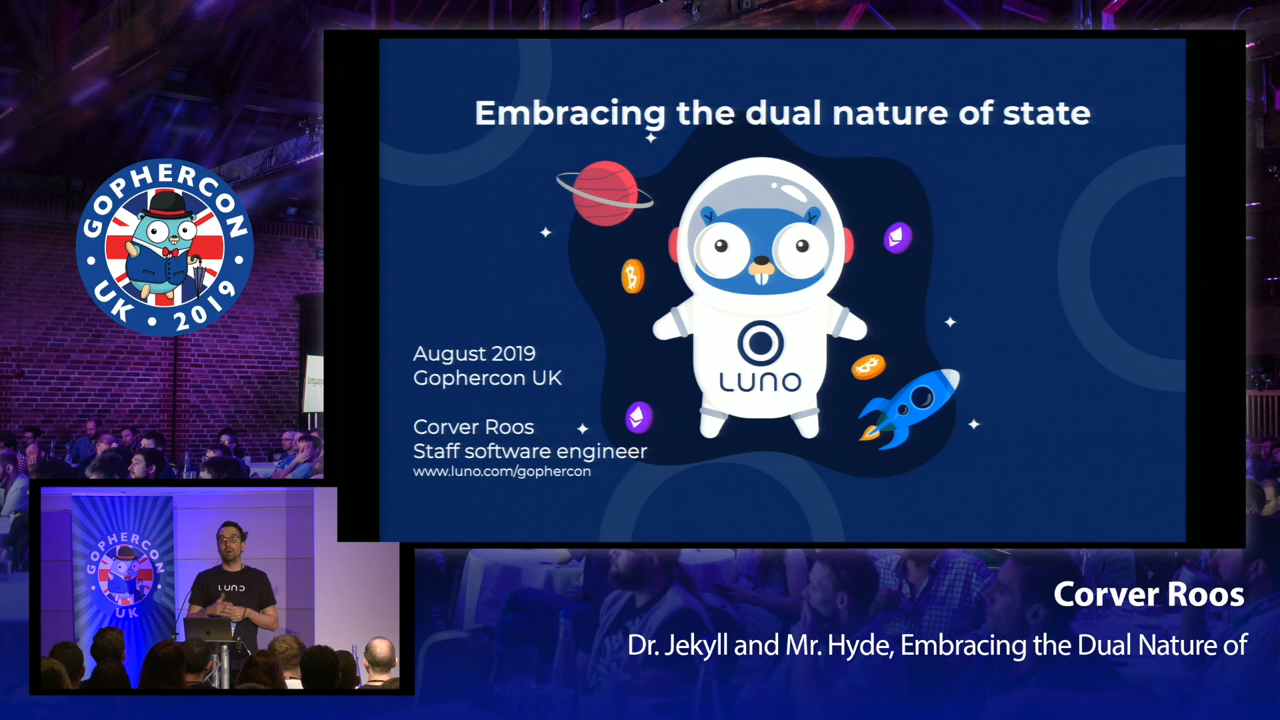 Embracing the dual nature of state
GOPHERCON
UK • 2019
LUNO
August 2019
Gophercon UK
Corver Roos
Staff software engineer
www.luno.com/gophercon
GOPHERCON
UK
LUNO
Corver Roos
Dr. Jekyll and Mr. Hyde, Embracing the Dual Nature of